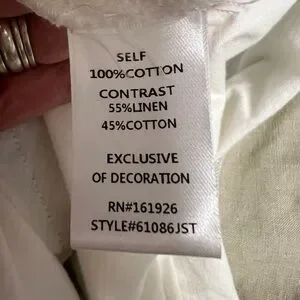 SELF
100%COTTON
CONTRAST
55%LINEN
45%COTTON
EXCLUSIVE
OF DECORATION
RN#161926
STYLE#61086JST